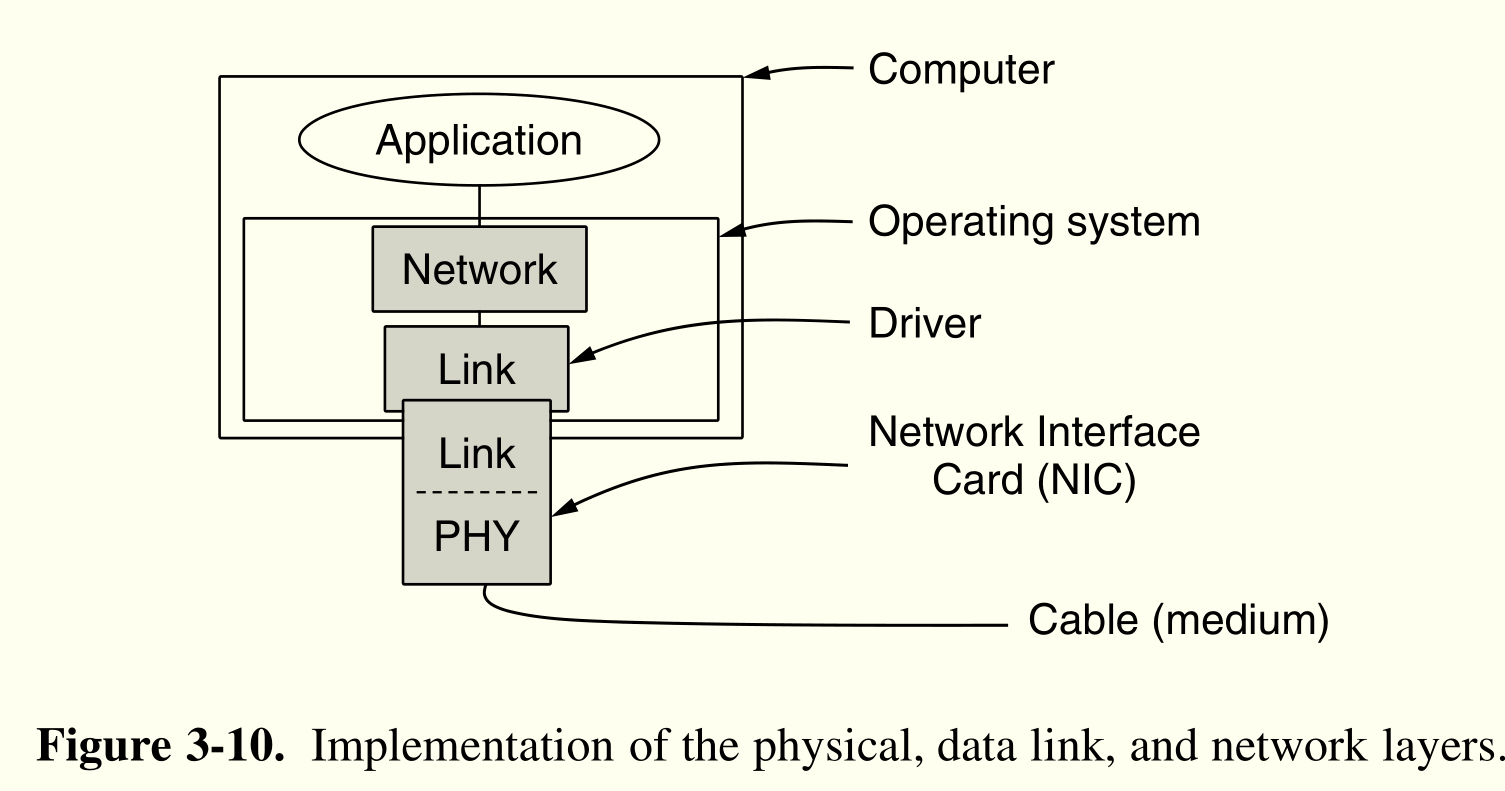 Computer
Application
Operating system
Network
Driver
Link
Network Interface
Card (NIC)
Link
PHY
Cable (medium)
Figure 3-10. Implementation of the physical, data link, and network layers.